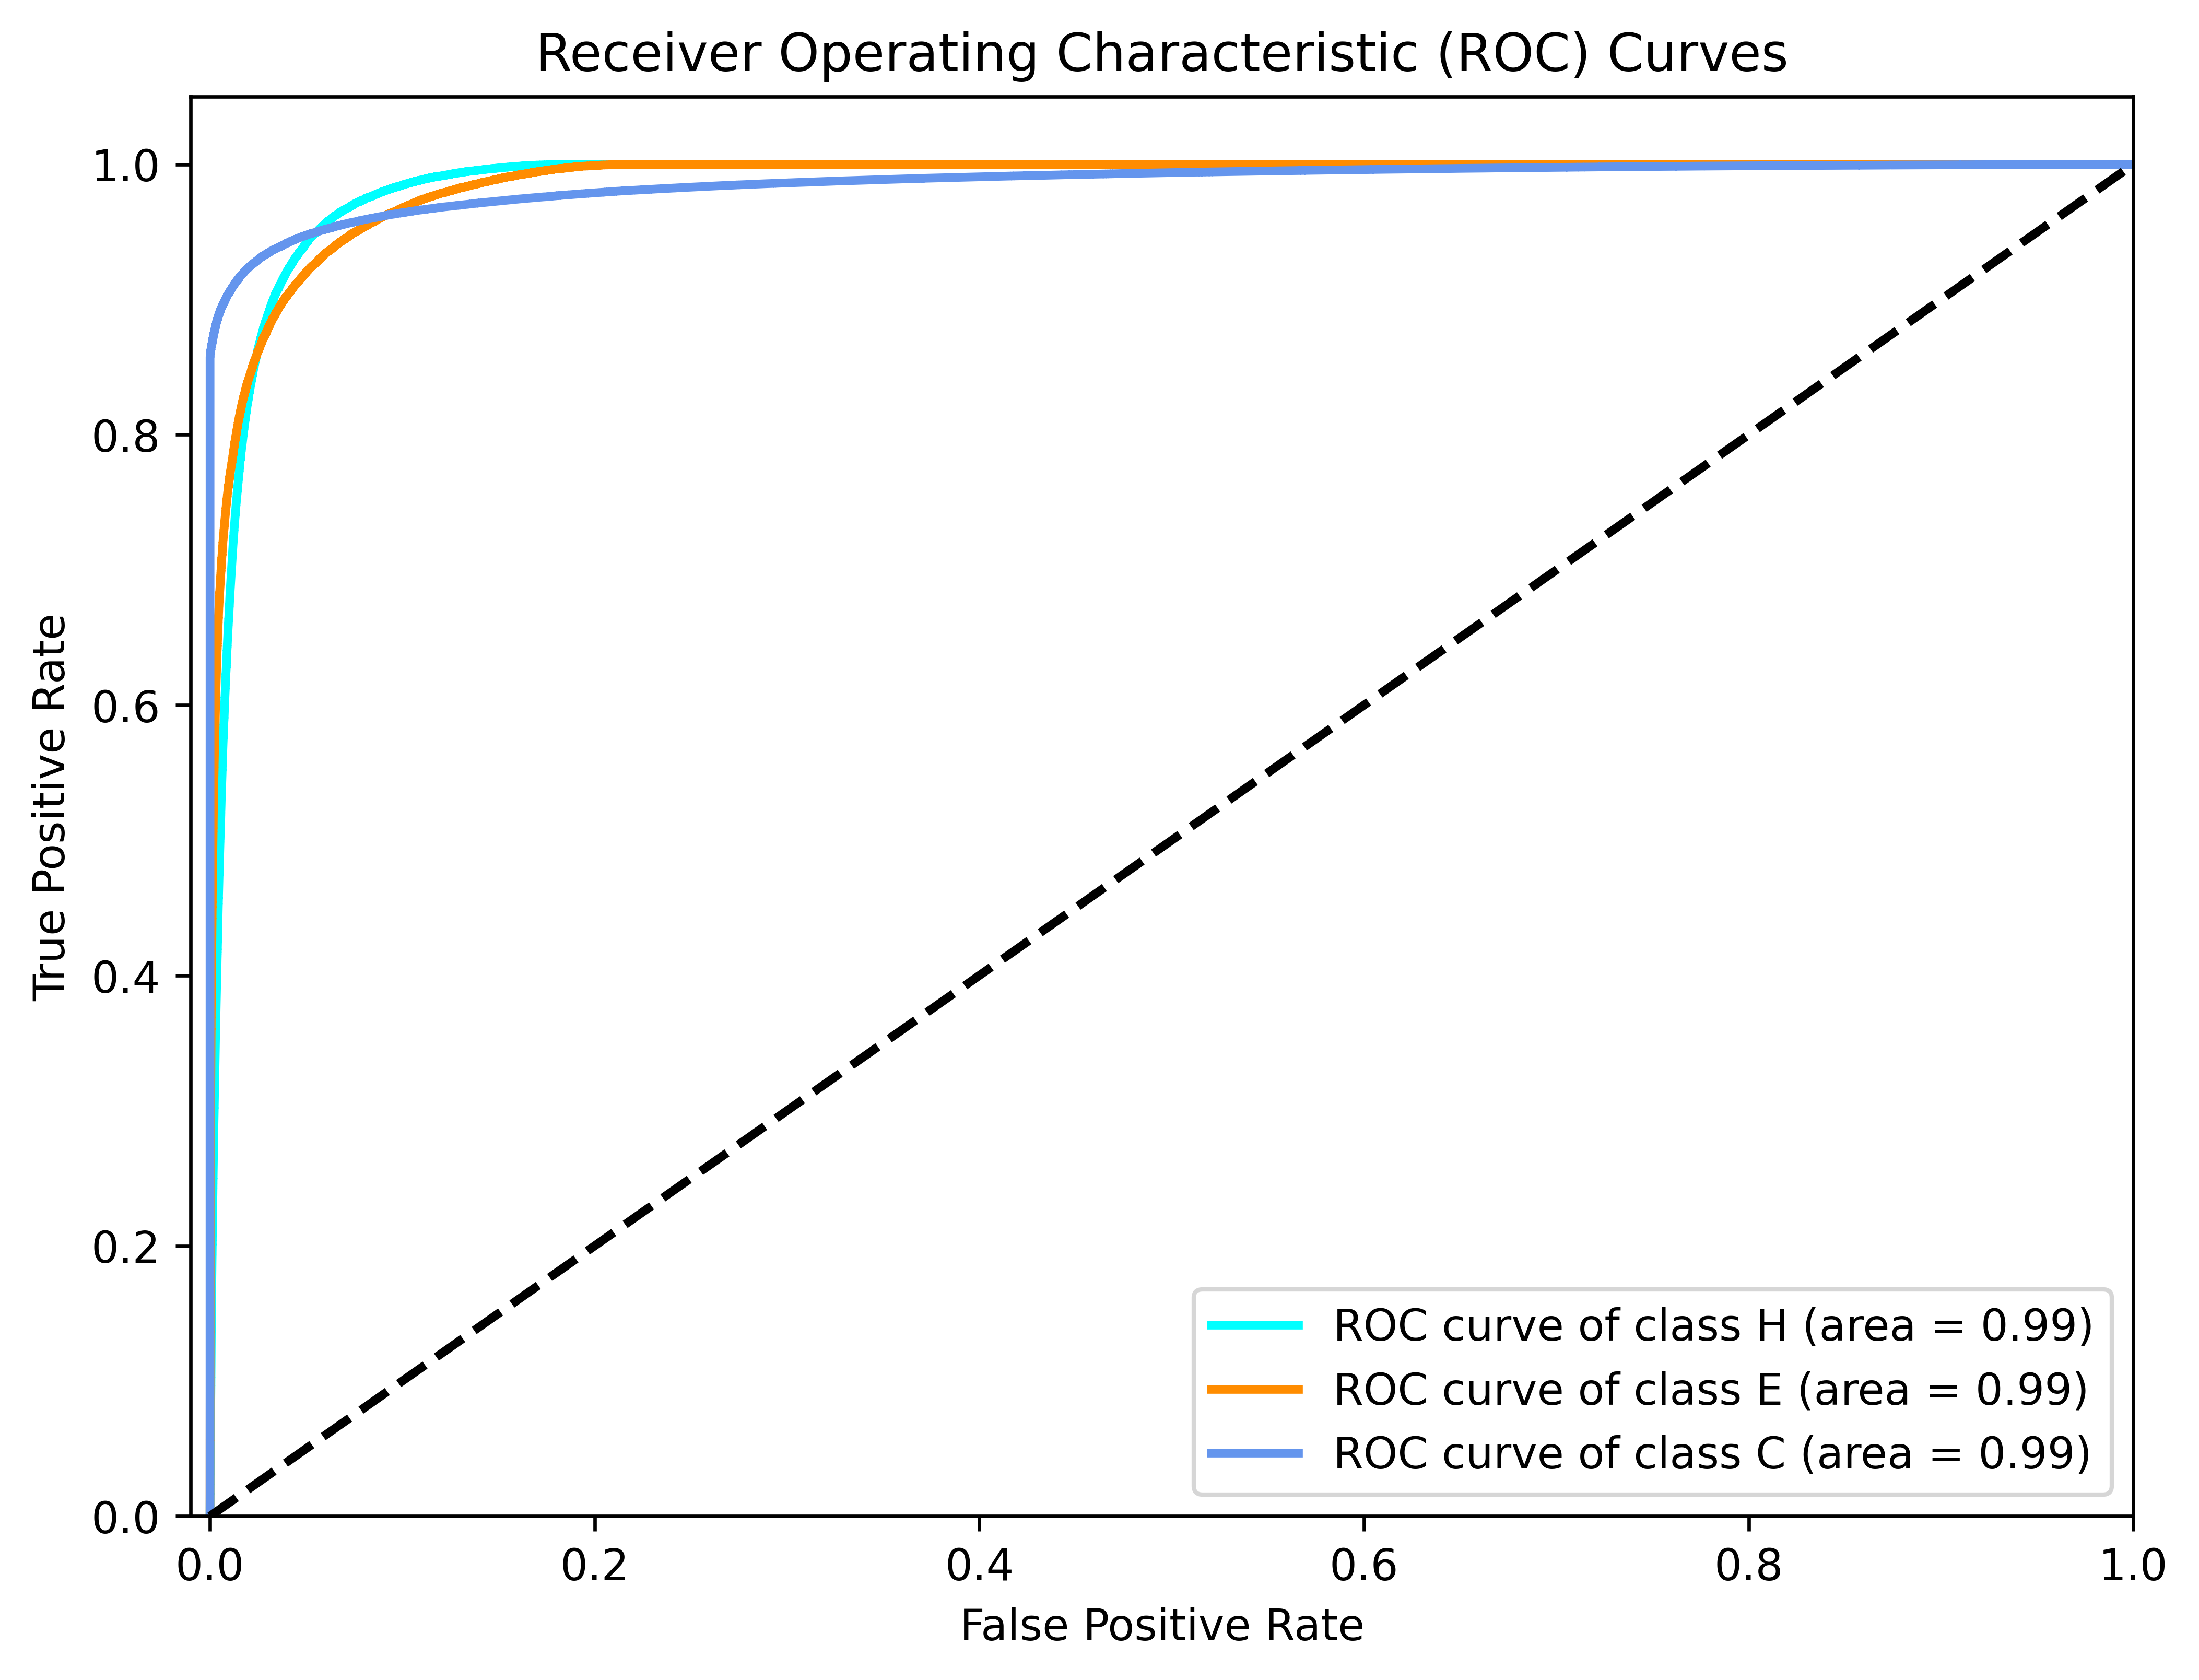 Receiver Operating Characteristic (ROC) Curves
True Positive Rate
1.0
0.8
0.6
0.4
0.2
0.0
0.0 0.2 0.4 0.6 0.8 1.0
False Positive Rate
ROC curve of class H (area = 0.99)
ROC curve of class E (area = 0.99)
ROC curve of class C (area = 0.99)